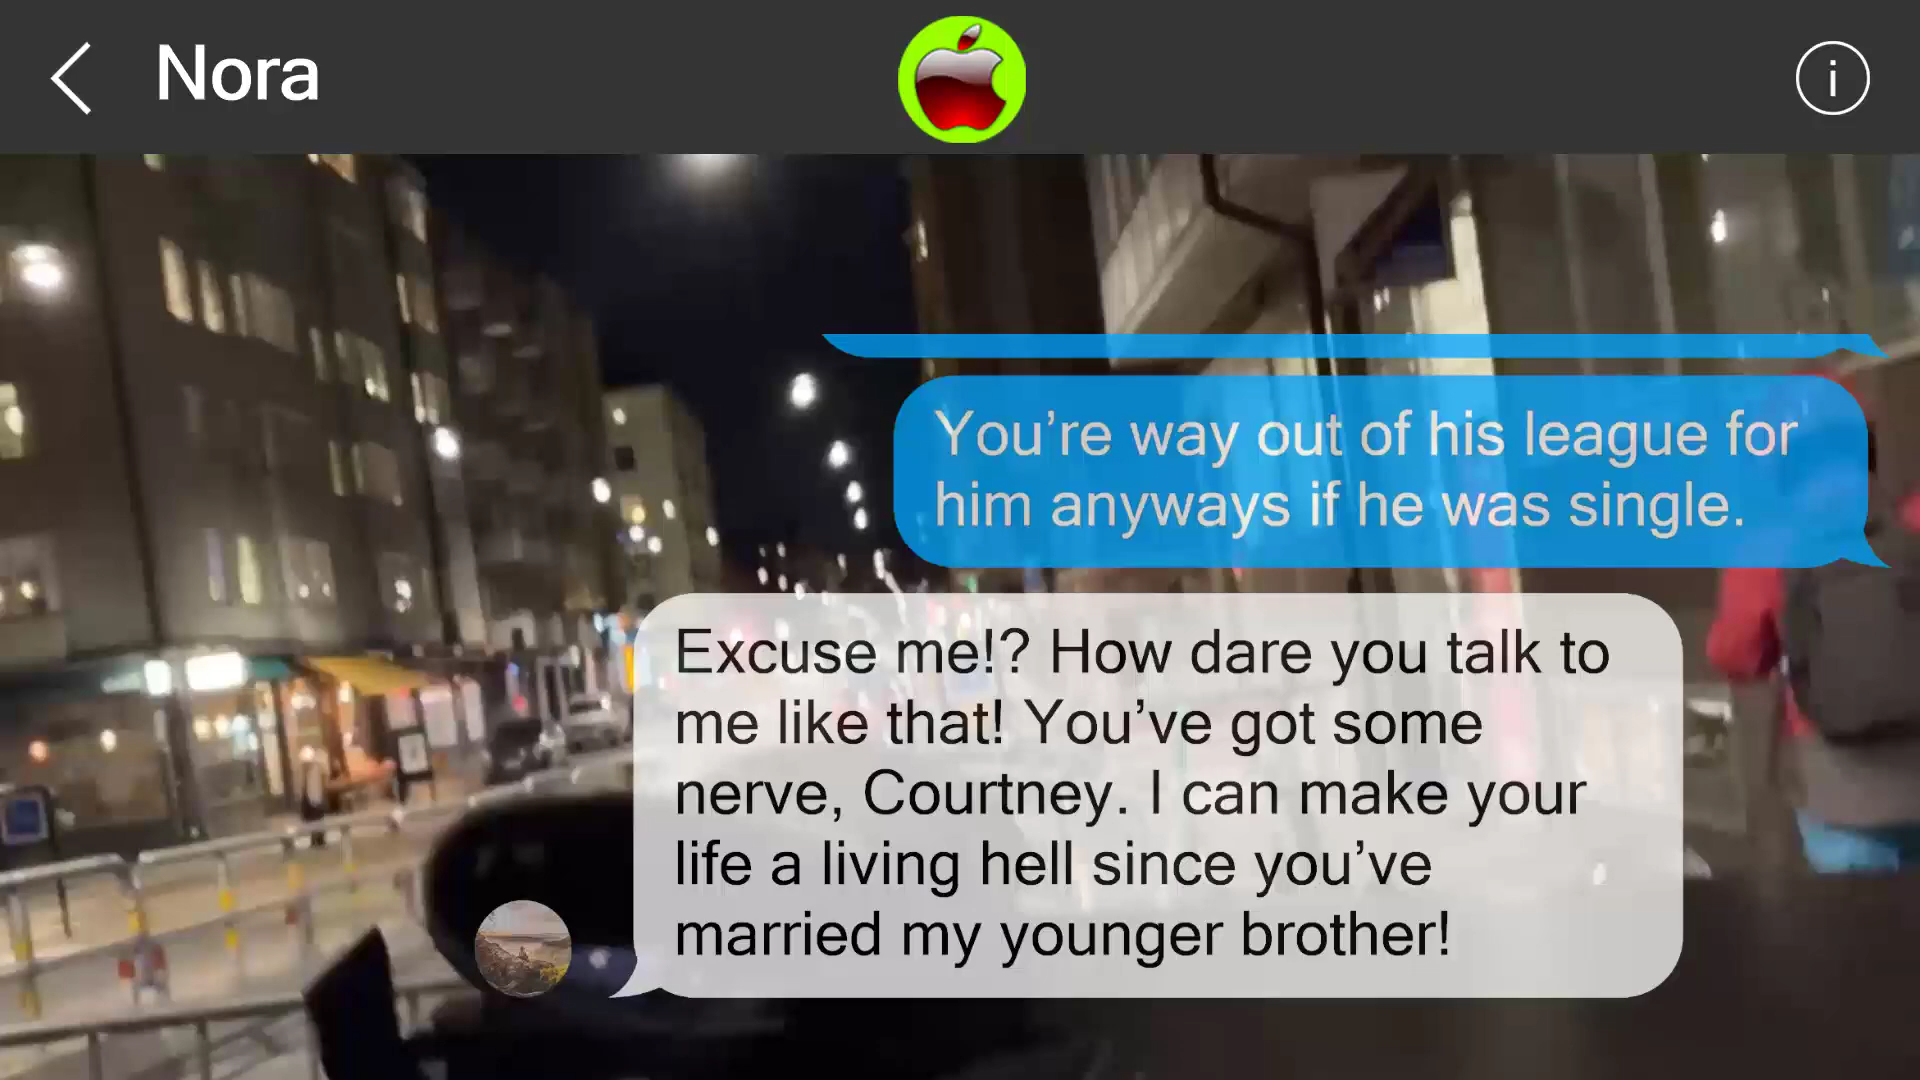 Nora
You’re way out of his league for
him anyways if he was single.
Excuse me!? How dare you talk to
me like that! You’ve got some
nerve, Courtney. I can make your
life a living hell since you’ve
married my younger brother!